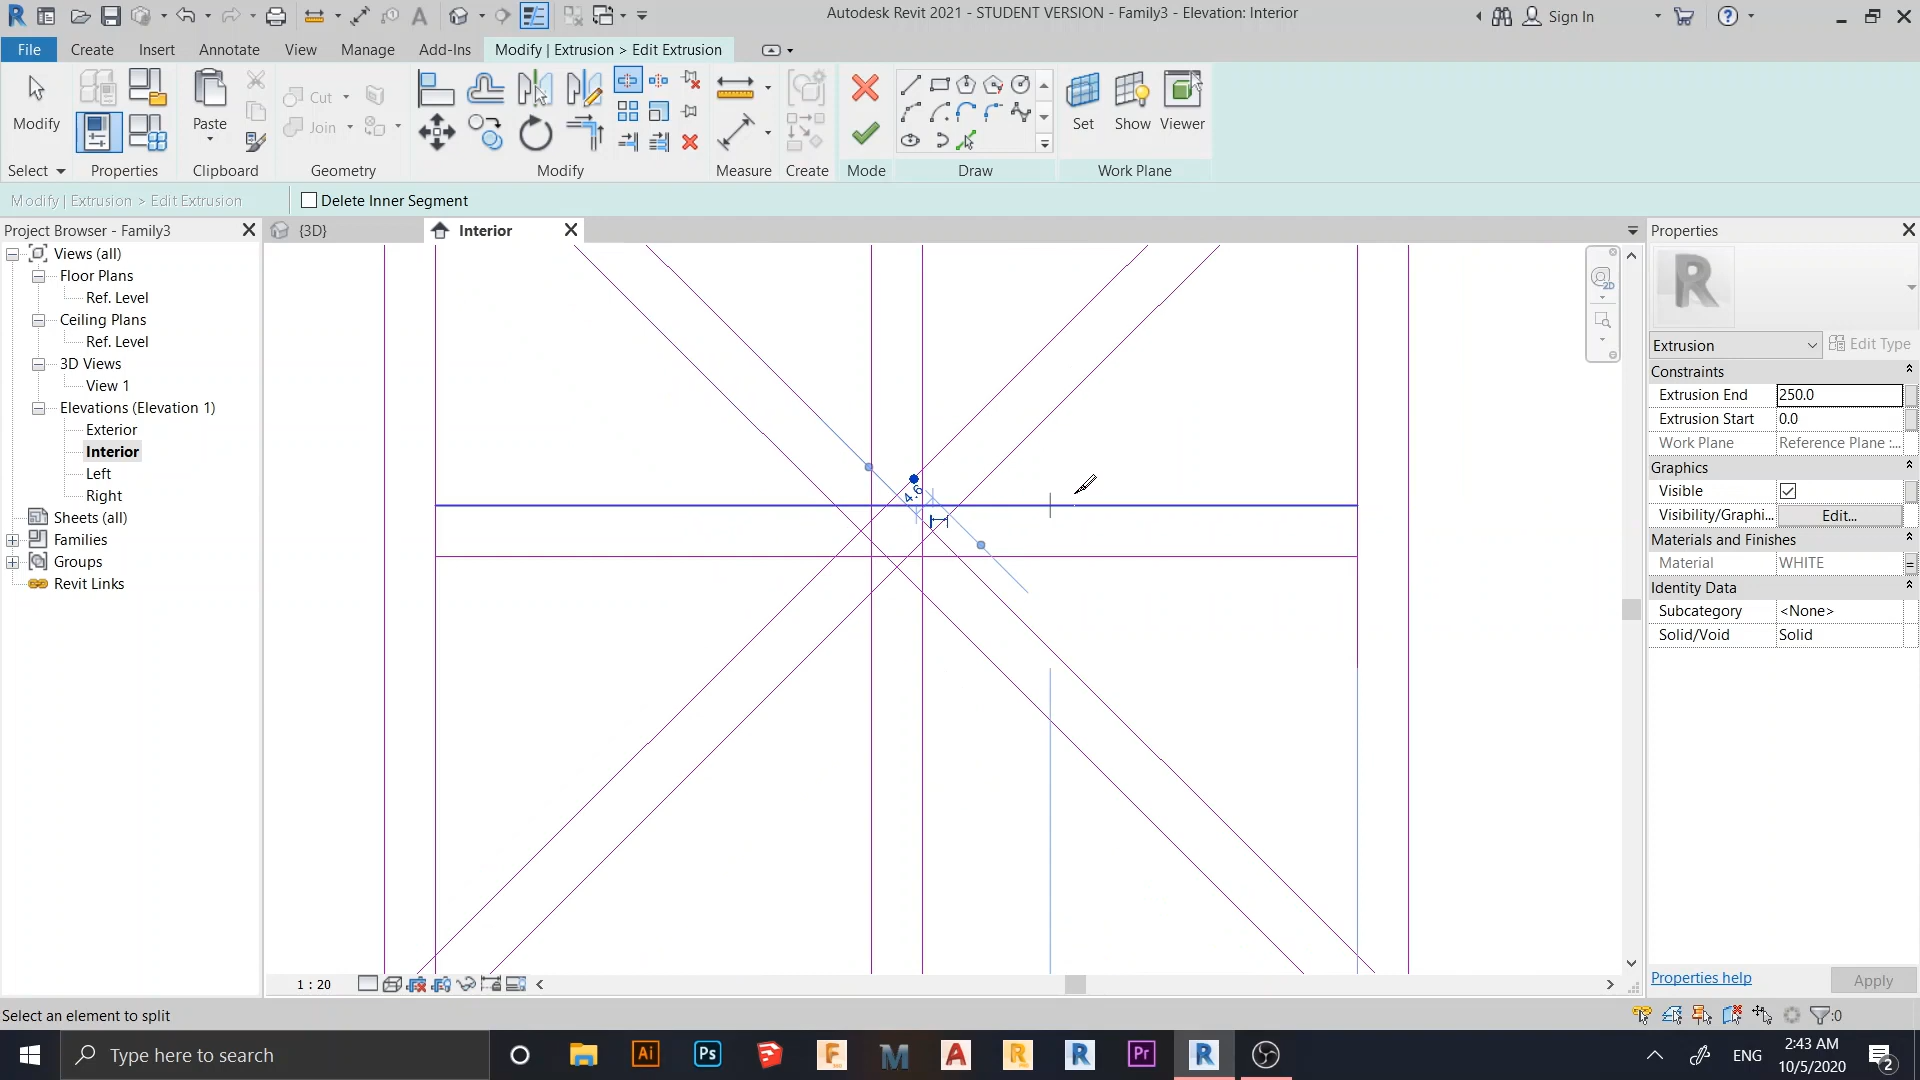 Autodesk Revit 2021 - STUDENT VERSION - Family3 - Elevation: Interior
Sign In
File Create Insert Annotate View Manage Add-Ins Modify | Extrusion > Edit Extrusion
Modify
Paste
Cut
Join
Set Show Viewer
Select Properties Clipboard Geometry Modify Measure Create Mode Draw Work Plane
Modify | Extrusion > Edit Extrusion
Delete Inner Segment
Project Browser - Family3
{3D}
Interior
Properties
Views (all)
Floor Plans
Ref. Level
Ceiling Plans
Ref. Level
3D Views
View 1
Elevations (Elevation 1)
Exterior
Interior
Left
Right
Sheets (all)
Families
Groups
Revit Links
4.6
2D
R
Extrusion
Edit Type
Constraints
Extrusion End 250.0
Extrusion Start 0.0
Work Plane Reference Plane :...
Graphics
Visible
Visibility/Graphi... Edit...
Materials and Finishes
Material WHITE
=
Identity Data
Subcategory <None>
Solid/Void Solid
Properties help
Apply
1 : 20
Select an element to split
:0
Type here to search
Ai
Ps
F
M
A
R
R
Pr
R
ENG
2:43 AM
10/5/2020
2